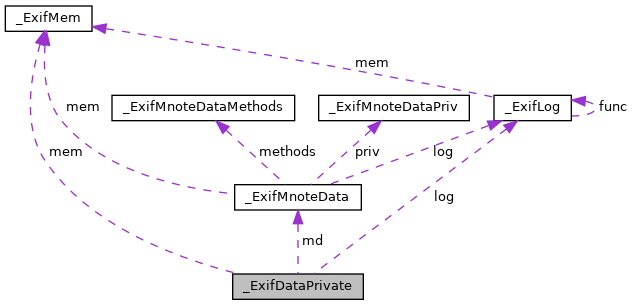 _ExifMem
mem
mem
_ExifMnoteDataMethods
_ExifMnoteDataPriv
_ExifLog
func
mem
methods
priv
log
_ExifMnoteData
log
md
_ExifDataPrivate